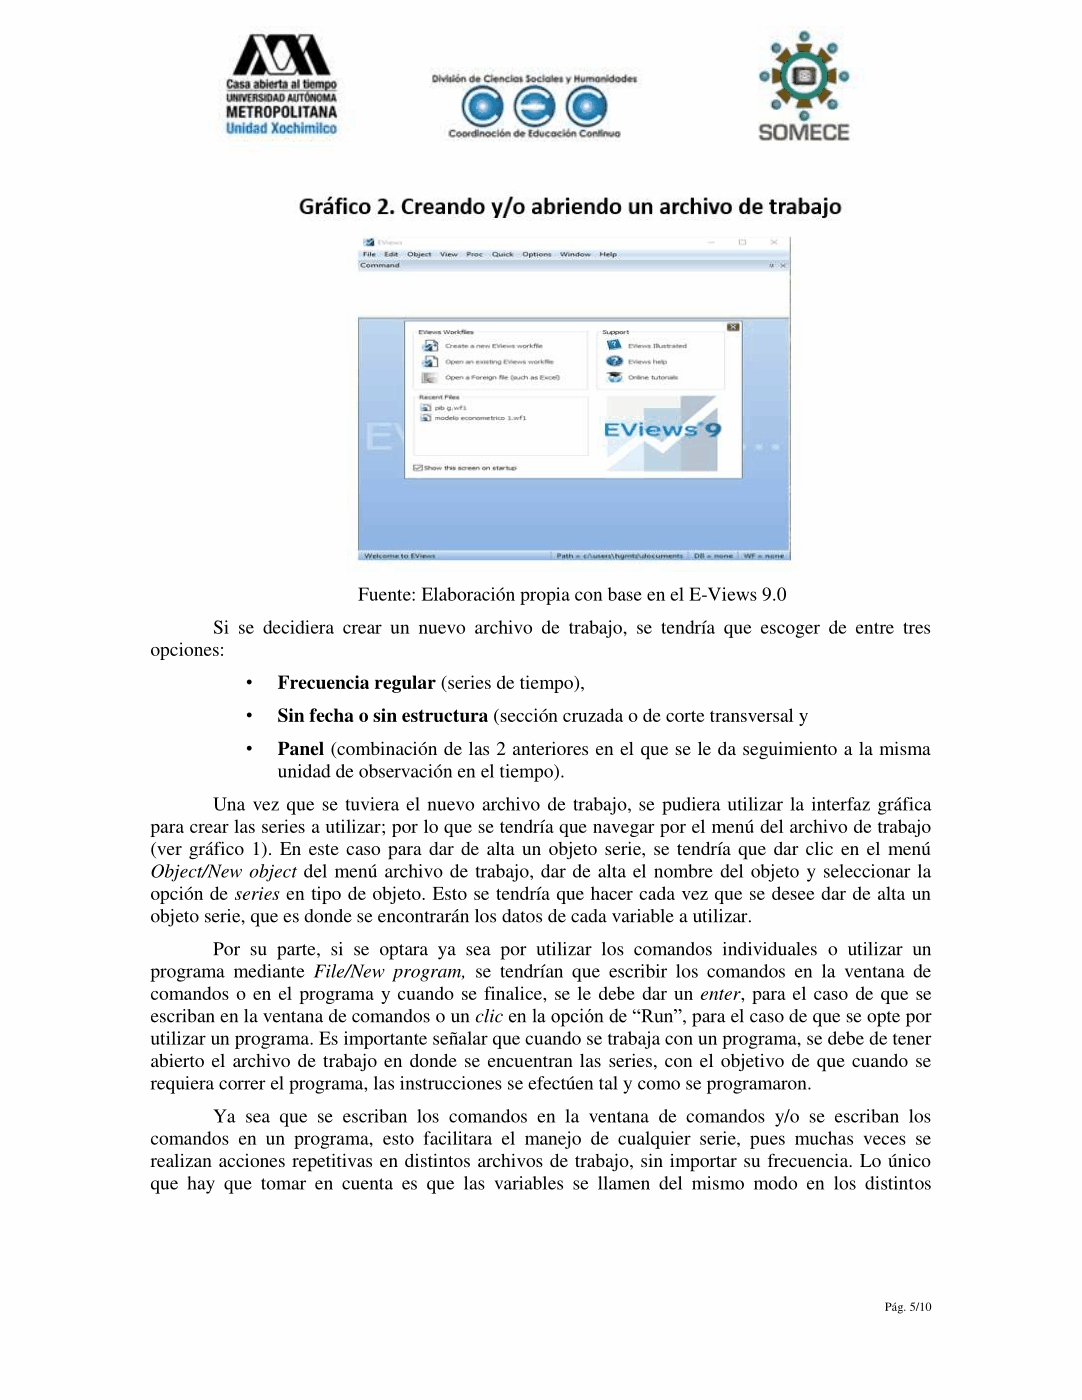 Casa abierta al tiempo
UNIVERSIDAD AUTÓNOMA
METROPOLITANA
Unidad Xochimilco
División de Ciencias Sociales y Humanidades
Coordinación de Educación Continua
SOMECE
Gráfico 2. Creando y/o abriendo un archivo de trabajo
EViews
File Edit Object View Proc Quick Options Window Help
Command
EViews Workfiles
Create a new EViews workfile
Open an existing EViews workfile
Open a Foreign file (such as Excel)
Support
EViews Illustrated
EViews help
Online tutorials
Recent Files
pib g.wf1
modelo econometrico 1.wf1
EViews 9
Show this screen on startup
Welcome to EViews
Path = c:\users\hgmtz\documents
DB = none
WF = none
Fuente: Elaboración propia con base en el E-Views 9.0
Si se decidiera crear un nuevo archivo de trabajo, se tendría que escoger de entre tres
opciones:
• Frecuencia regular (series de tiempo),
• Sin fecha o sin estructura (sección cruzada o de corte transversal y
• Panel (combinación de las 2 anteriores en el que se le da seguimiento a la misma
unidad de observación en el tiempo).
Una vez que se tuviera el nuevo archivo de trabajo, se pudiera utilizar la interfaz gráfica
para crear las series a utilizar; por lo que se tendría que navegar por el menú del archivo de trabajo
(ver gráfico 1). En este caso para dar de alta un objeto serie, se tendría que dar clic en el menú
Object/New object del menú archivo de trabajo, dar de alta el nombre del objeto y seleccionar la
opción de series en tipo de objeto. Esto se tendría que hacer cada vez que se desee dar de alta un
objeto serie, que es donde se encontrarán los datos de cada variable a utilizar.
Por su parte, si se optara ya sea por utilizar los comandos individuales o utilizar un
programa mediante File/New program, se tendrían que escribir los comandos en la ventana de
comandos o en el programa y cuando se finalice, se le debe dar un enter, para el caso de que se
escriban en la ventana de comandos o un clic en la opción de “Run”, para el caso de que se opte por
utilizar un programa. Es importante señalar que cuando se trabaja con un programa, se debe de tener
abierto el archivo de trabajo en donde se encuentran las series, con el objetivo de que cuando se
requiera correr el programa, las instrucciones se efectúen tal y como se programaron.
Ya sea que se escriban los comandos en la ventana de comandos y/o se escriban los
comandos en un programa, esto facilitara el manejo de cualquier serie, pues muchas veces se
realizan acciones repetitivas en distintos archivos de trabajo, sin importar su frecuencia. Lo único
que hay que tomar en cuenta es que las variables se llamen del mismo modo en los distintos
Pág. 5/10